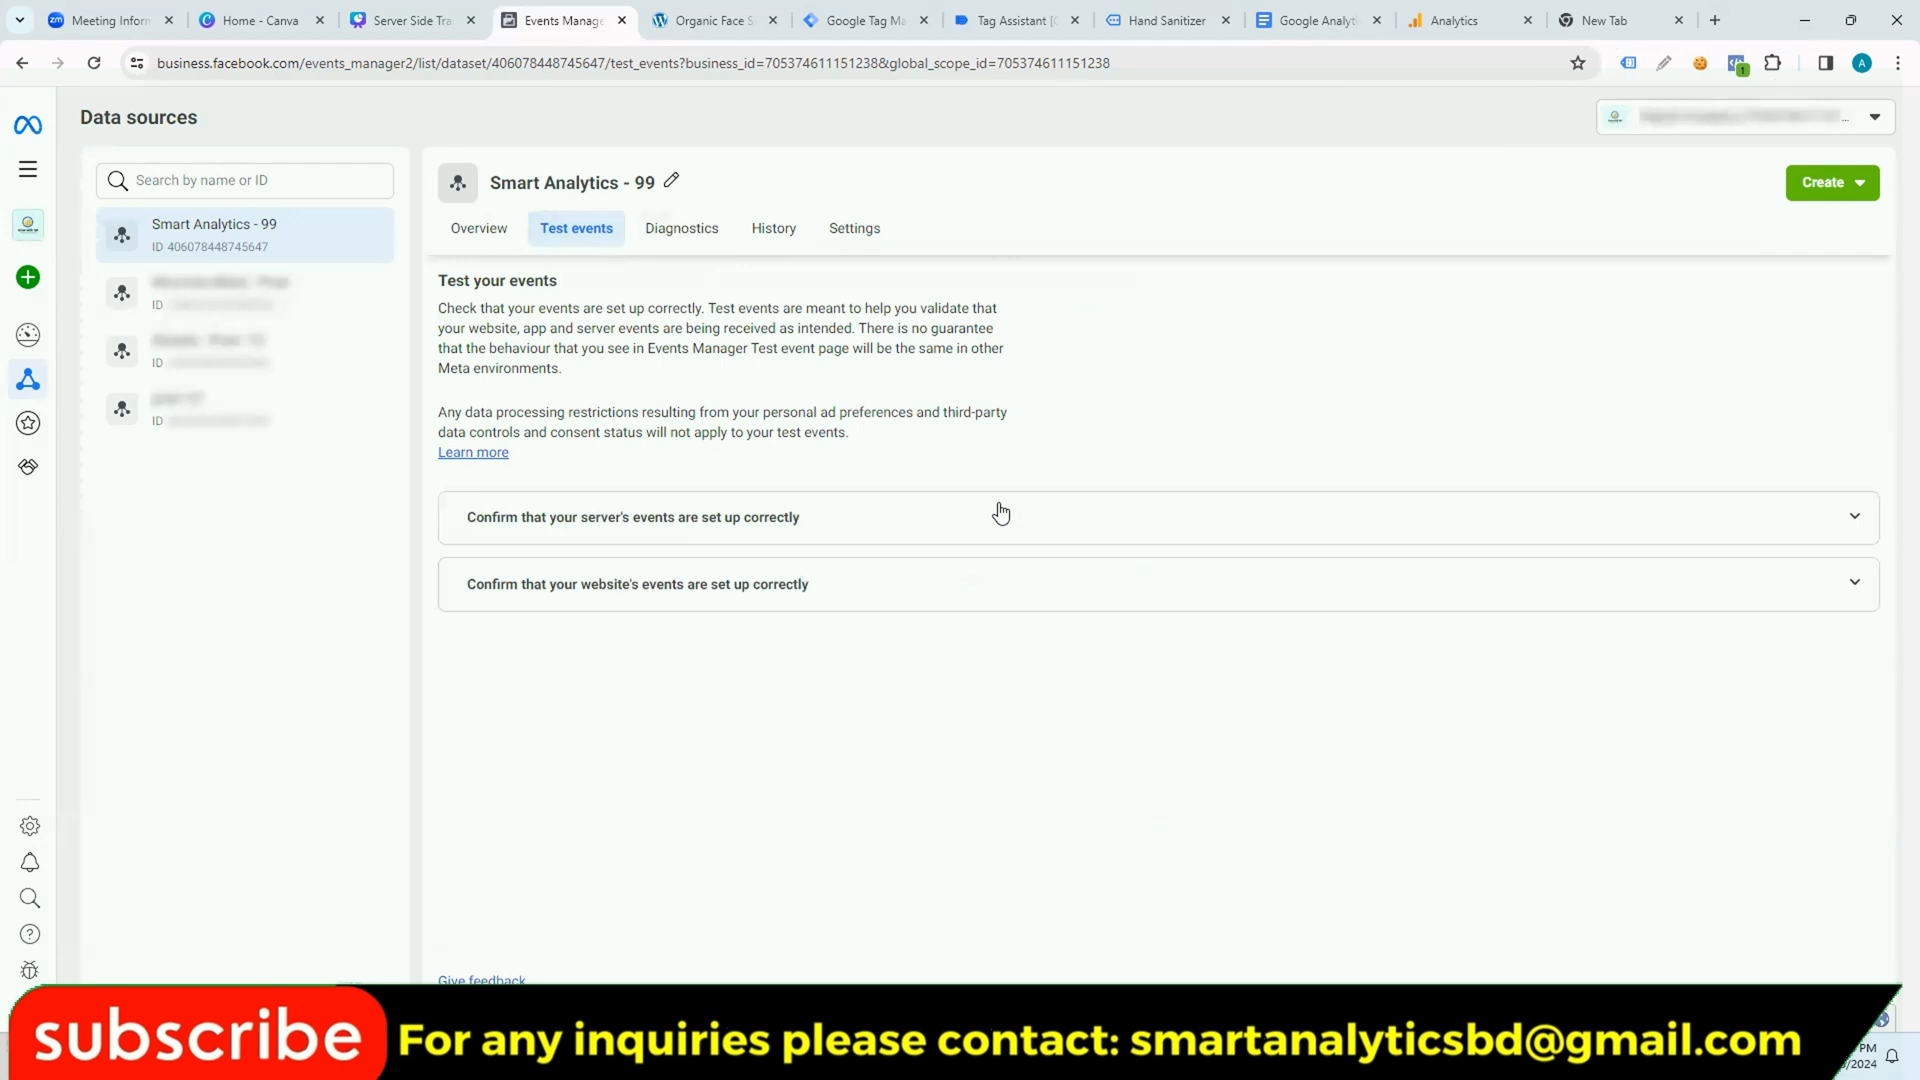 Meeting Inform
Home - Canva
Server Side Tra
Events Manage
Organic Face S
Google Tag Ma
Tag Assistant [
Hand Sanitizer
Google Analyti
Analytics
New Tab
business.facebook.com/events_manager2/list/dataset/406078448745647/test_events?business_id=705374611151238&global_scope_id=705374611151238
Data sources
Search by name or ID
Smart Analytics - 99
Create
Smart Analytics - 99
ID 406078448745647
ID
ID
ID
Overview
Test events
Diagnostics
History
Settings
Test your events
Check that your events are set up correctly. Test events are meant to help you validate that
your website, app and server events are being received as intended. There is no guarantee
that the behaviour that you see in Events Manager Test event page will be the same in other
Meta environments.
Any data processing restrictions resulting from your personal ad preferences and third-party
data controls and consent status will not apply to your test events.
Learn more
Confirm that your server's events are set up correctly
Confirm that your website's events are set up correctly
Give feedback
subscribe
For any inquiries please contact: smartanalyticsbd@gmail.com
PM
/2024